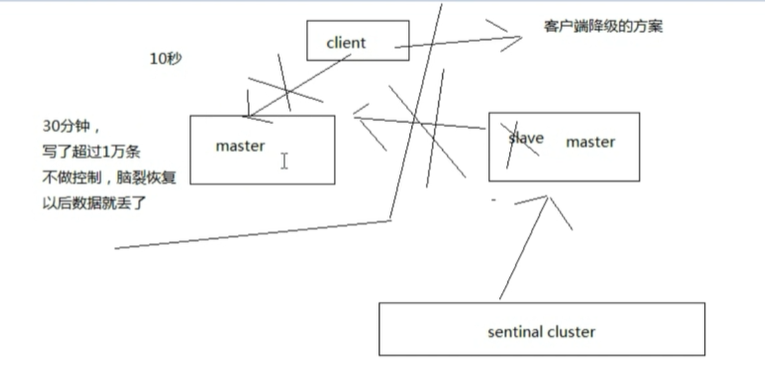 客户端降级的方案
client
10秒
30分钟，
写了超过1万条
不做控制，脑裂恢复
以后数据就丢了
master
slave
master
sentinal cluster